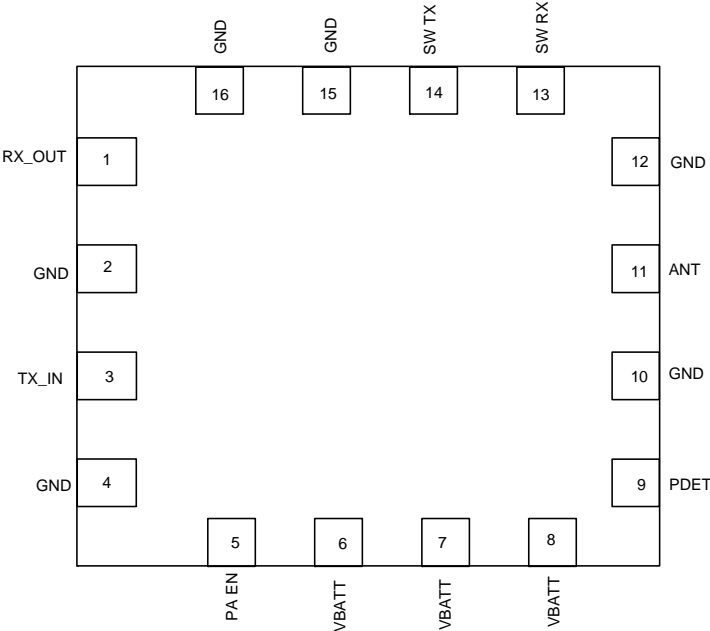 GND
GND
SW TX
SW RX
16
15
14
13
RX_OUT
1
12
GND
GND
2
11
ANT
TX_IN
3
10
GND
GND
4
9
PDET
5
6
7
8
PA EN
VBATT
VBATT
VBATT